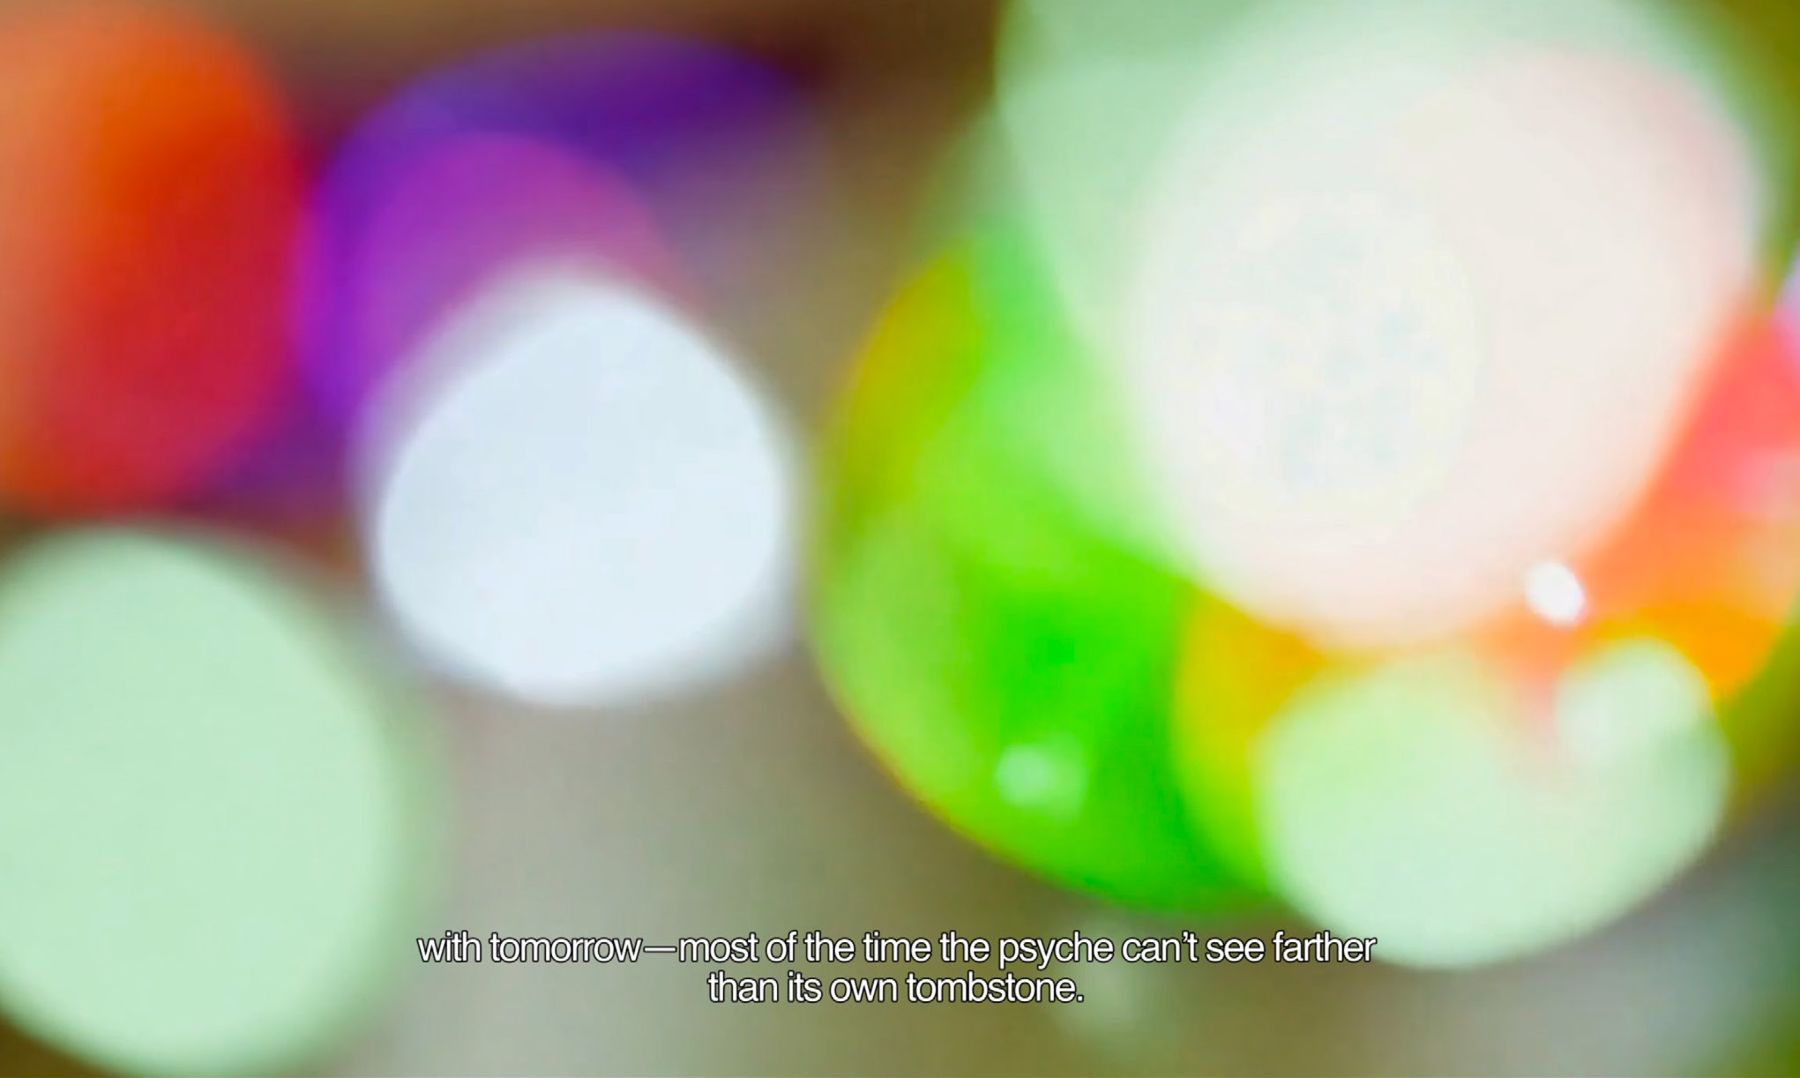 with tomorrow—most of the time the psyche can’t see farther
than its own tombstone.